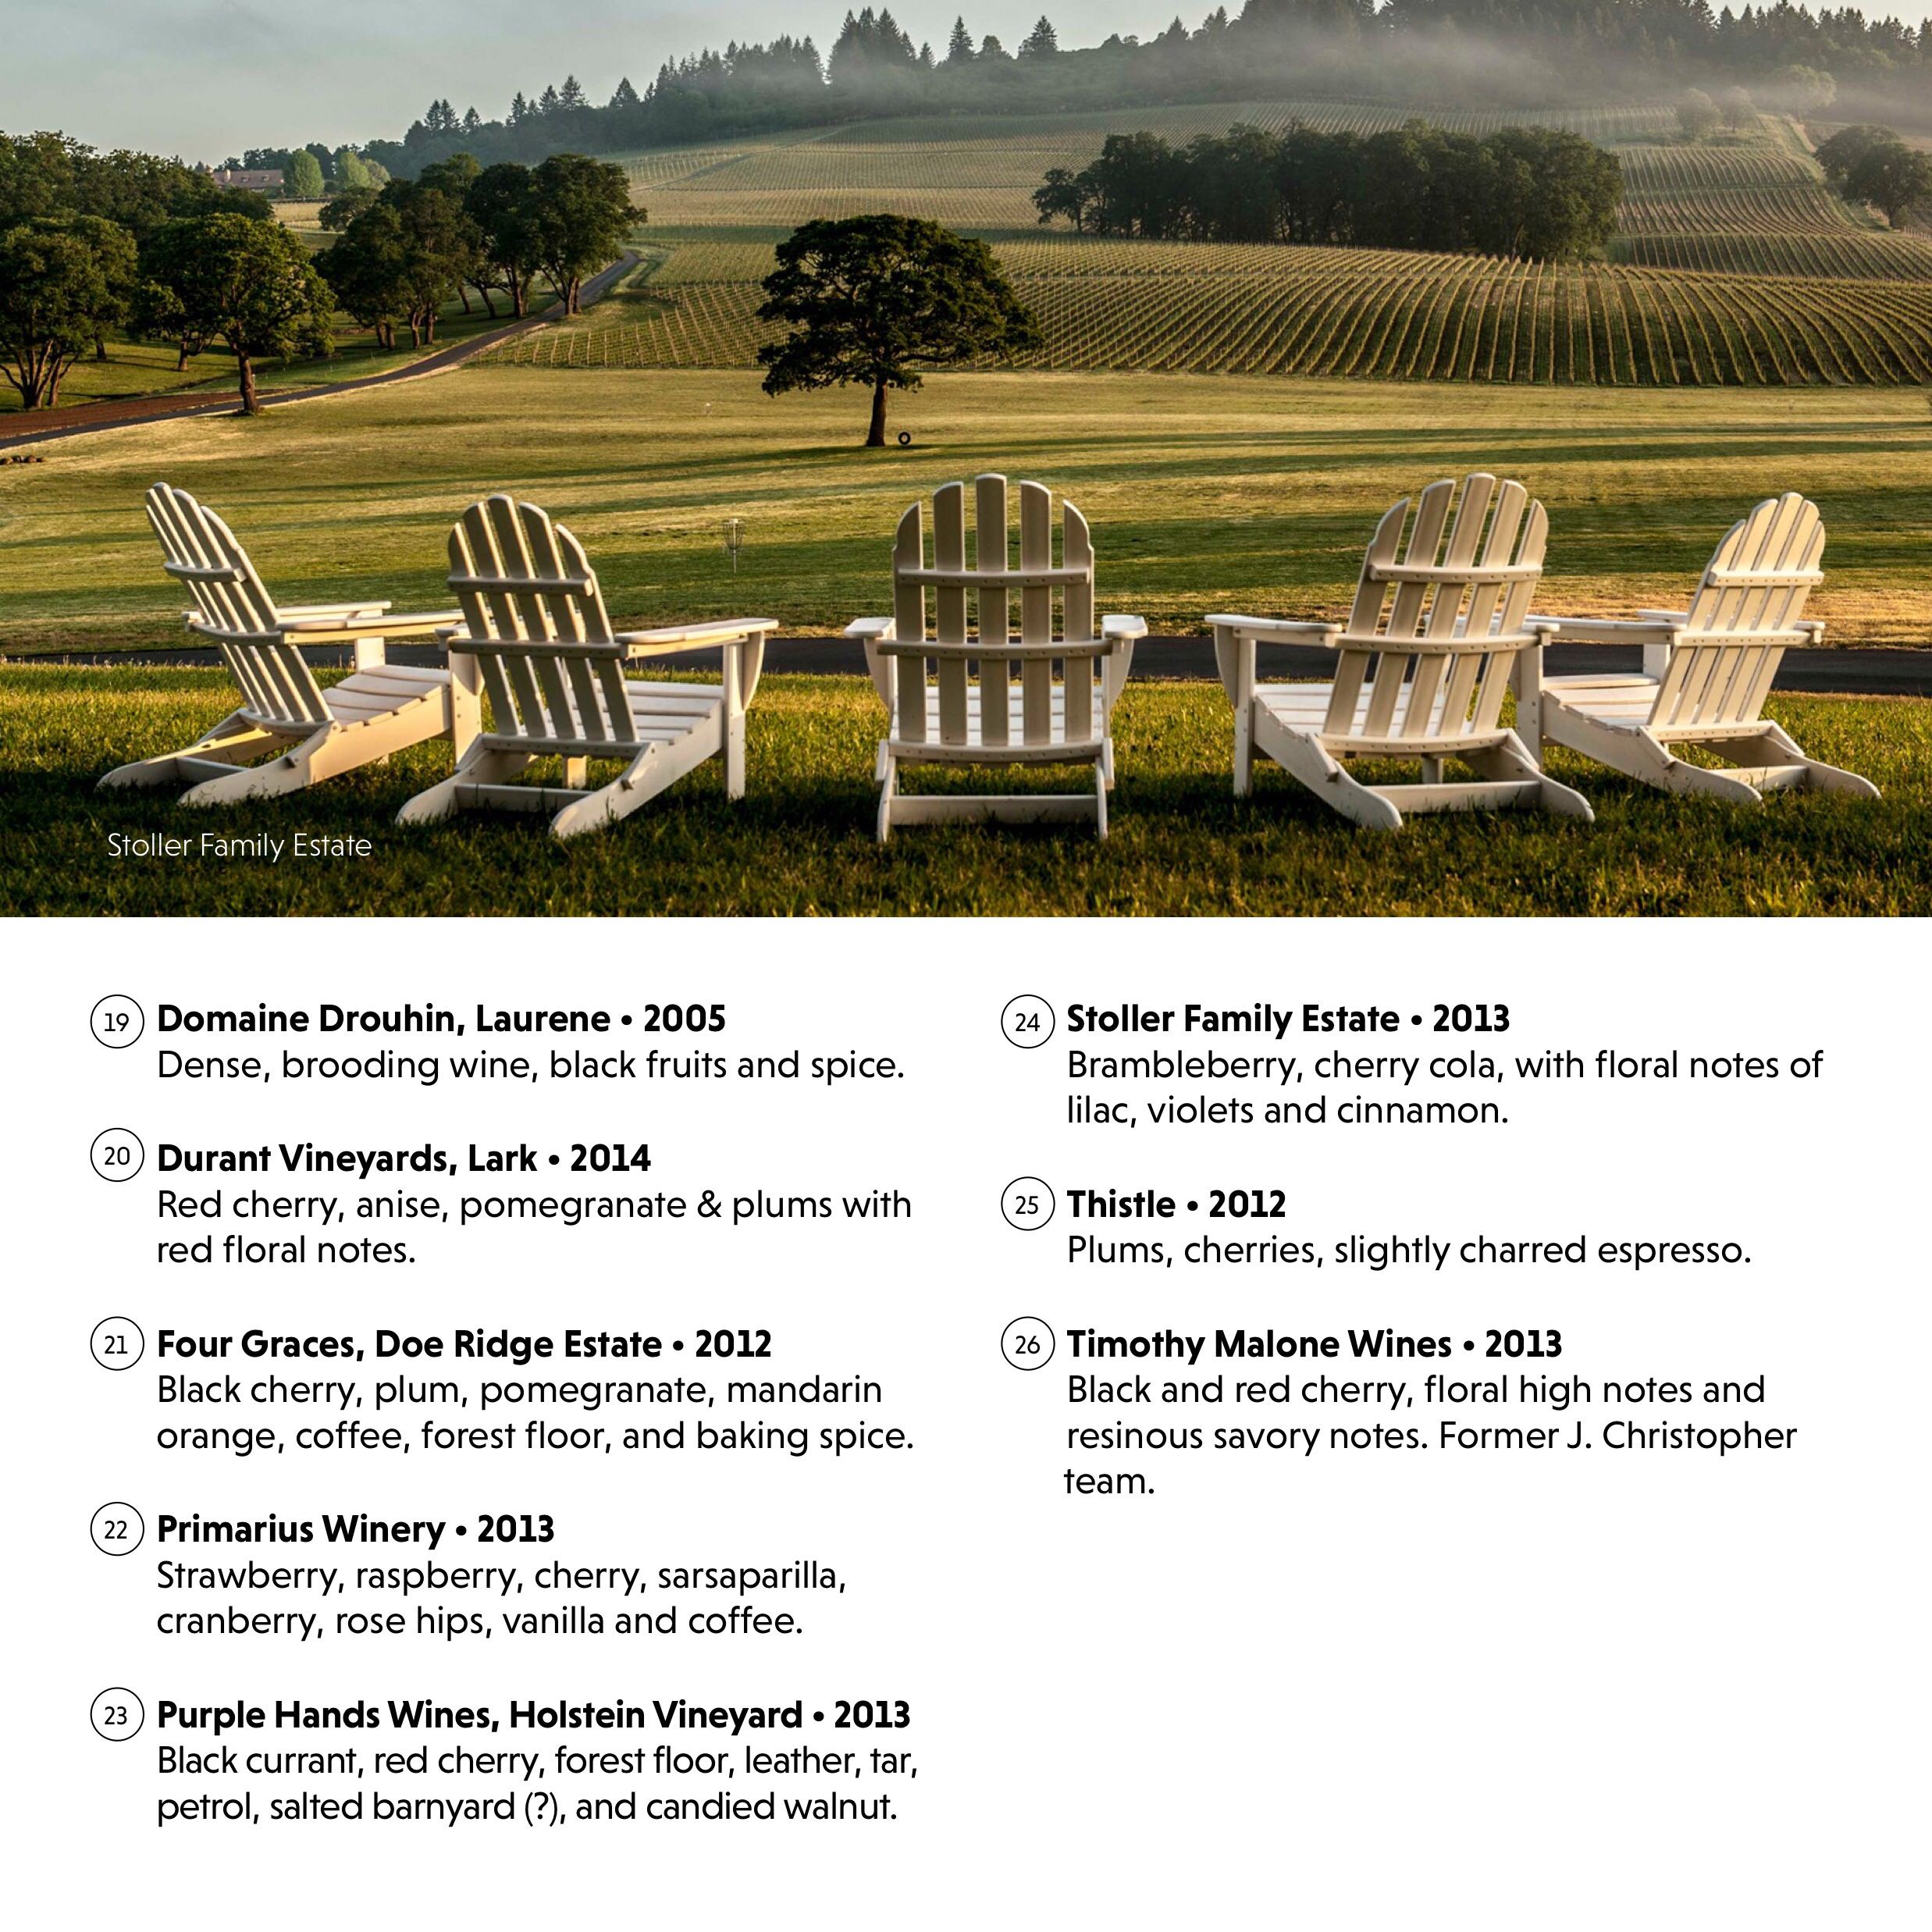 Stoller Family Estate
19 Domaine Drouhin, Laurene • 2005
Dense, brooding wine, black fruits and spice.
20 Durant Vineyards, Lark • 2014
Red cherry, anise, pomegranate & plums with
red floral notes.
21 Four Graces, Doe Ridge Estate • 2012
Black cherry, plum, pomegranate, mandarin
orange, coffee, forest floor, and baking spice.
22 Primarius Winery • 2013
Strawberry, raspberry, cherry, sarsaparilla,
cranberry, rose hips, vanilla and coffee.
23 Purple Hands Wines, Holstein Vineyard • 2013
Black currant, red cherry, forest floor, leather, tar,
petrol, salted barnyard (?), and candied walnut.
24 Stoller Family Estate • 2013
Brambleberry, cherry cola, with floral notes of
lilac, violets and cinnamon.
25 Thistle • 2012
Plums, cherries, slightly charred espresso.
26 Timothy Malone Wines • 2013
Black and red cherry, floral high notes and
resinous savory notes. Former J. Christopher
team.